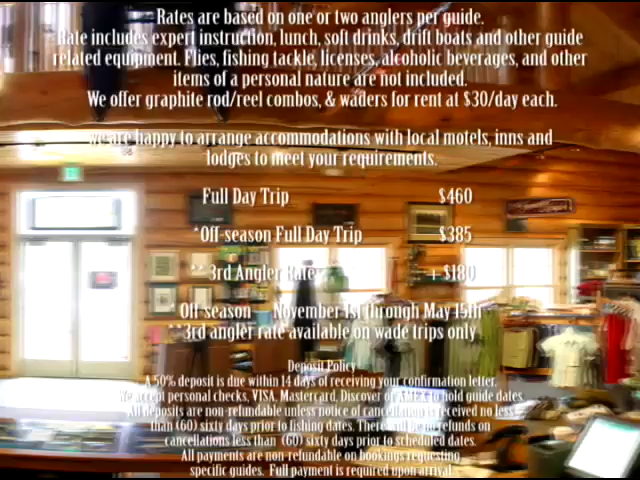 Rates are based on one or two anglers per guide.
Rate includes expert instruction, lunch, soft drinks, drift boats and other guide
related equipment. Flies, fishing tackle, licenses, alcoholic beverages, and other
items of a personal nature are not included.
We offer graphite rod/reel combos, & waders for rent at $30/day each.
we are happy to arrange accommodations with local motels, inns and
lodges to meet your requirements.
Full Day Trip $460
*Off-season Full Day Trip $385
** 3rd Angler Rate + $180
* Off season November 1st through May 15th
**3rd angler rate available on wade trips only
Deposit Policy
A 50% deposit is due within 14 days of receiving your confirmation letter.
We accept personal checks, VISA, Mastercard, Discover or AMEX to hold guide dates.
All deposits are non-refundable unless notice of cancellation is received no less
than (60) sixty days prior to fishing dates. There will be no refunds on
cancellations less than (60) sixty days prior to scheduled dates.
All payments are non-refundable on bookings requesting
specific guides. Full payment is required upon arrival.